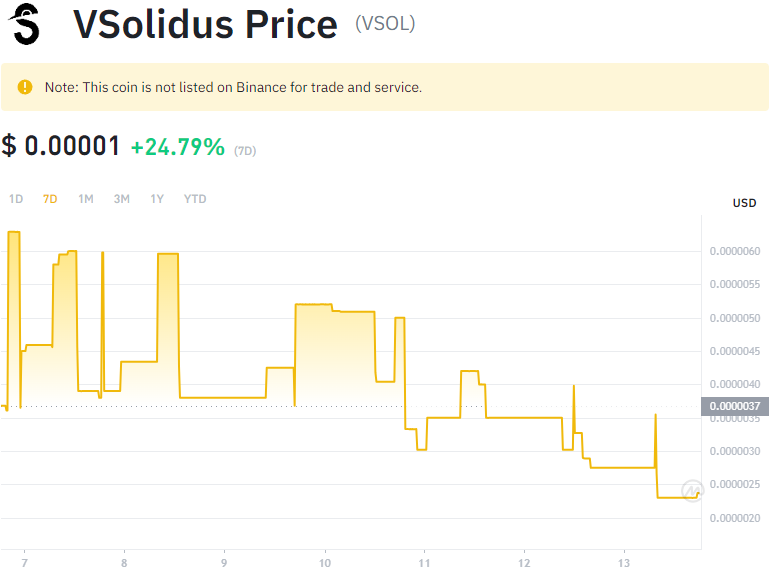 VSolidus Price (VSOL)
Note: This coin is not listed on Binance for trade and service.
$ 0.00001 +24.79% (7D)
1D 7D 1M 3M 1Y YTD
USD
0.0000060
0.0000055
0.0000050
0.0000045
0.0000040
0.0000037
0.0000035
0.0000030
0.0000025
0.0000020
7 8 9 10 11 12 13